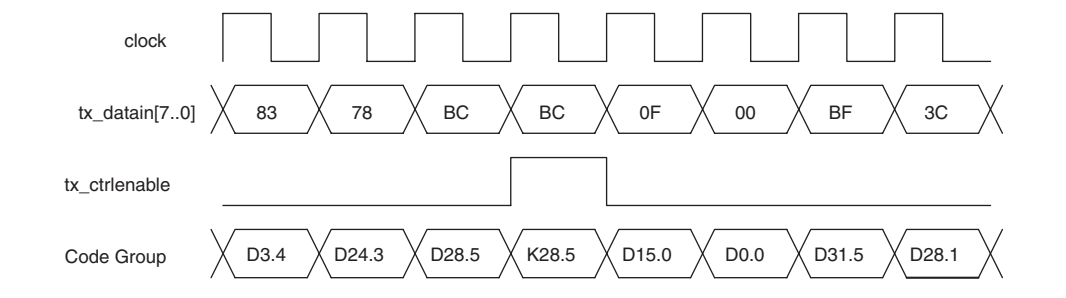 clock
tx_datain[7..0] 83 78 BC BC 0F 00 BF 3C
tx_ctrlenable
Code Group D3.4 D24.3 D28.5 K28.5 D15.0 D0.0 D31.5 D28.1